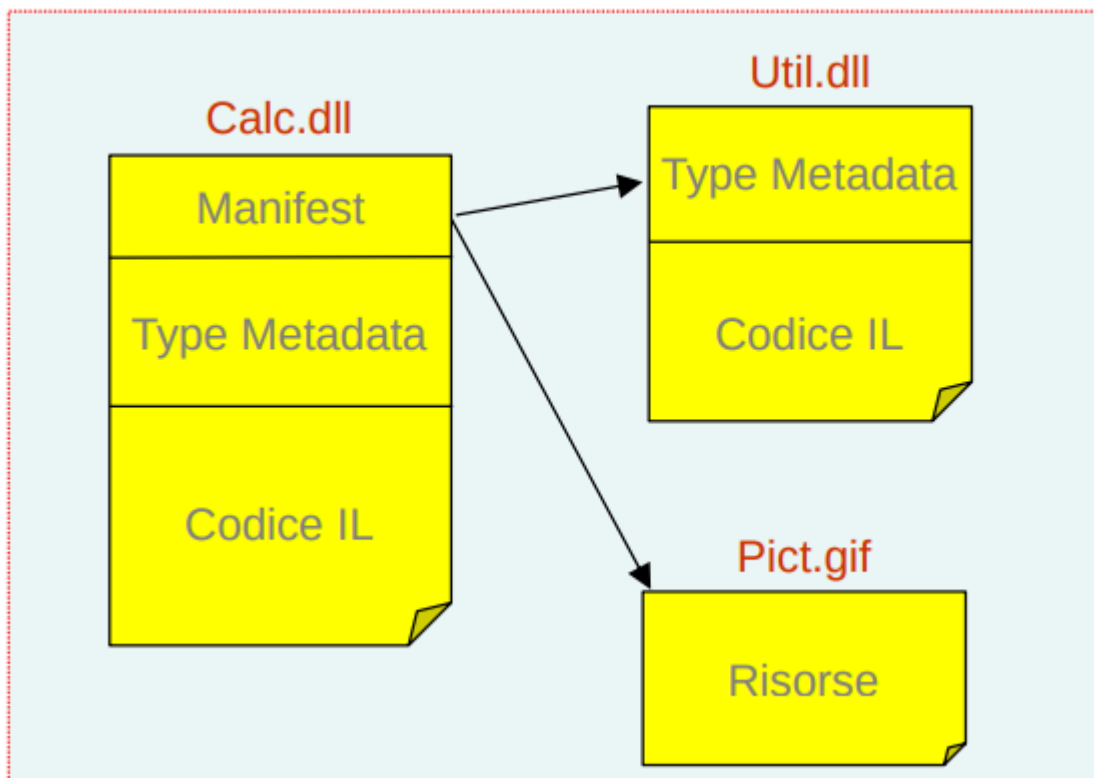 Calc.dll
Manifest
Type Metadata
Codice IL
Util.dll
Type Metadata
Codice IL
Pict.gif
Risorse